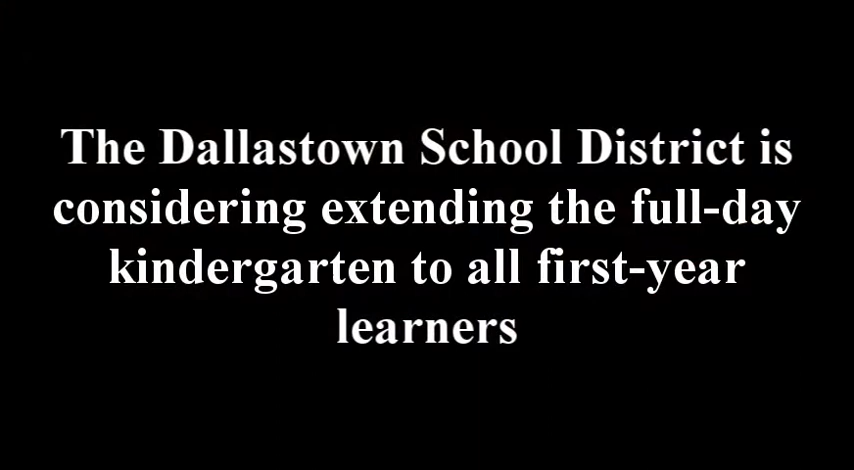 The Dallastown School District is
considering extending the full-day
kindergarten to all first-year
learners